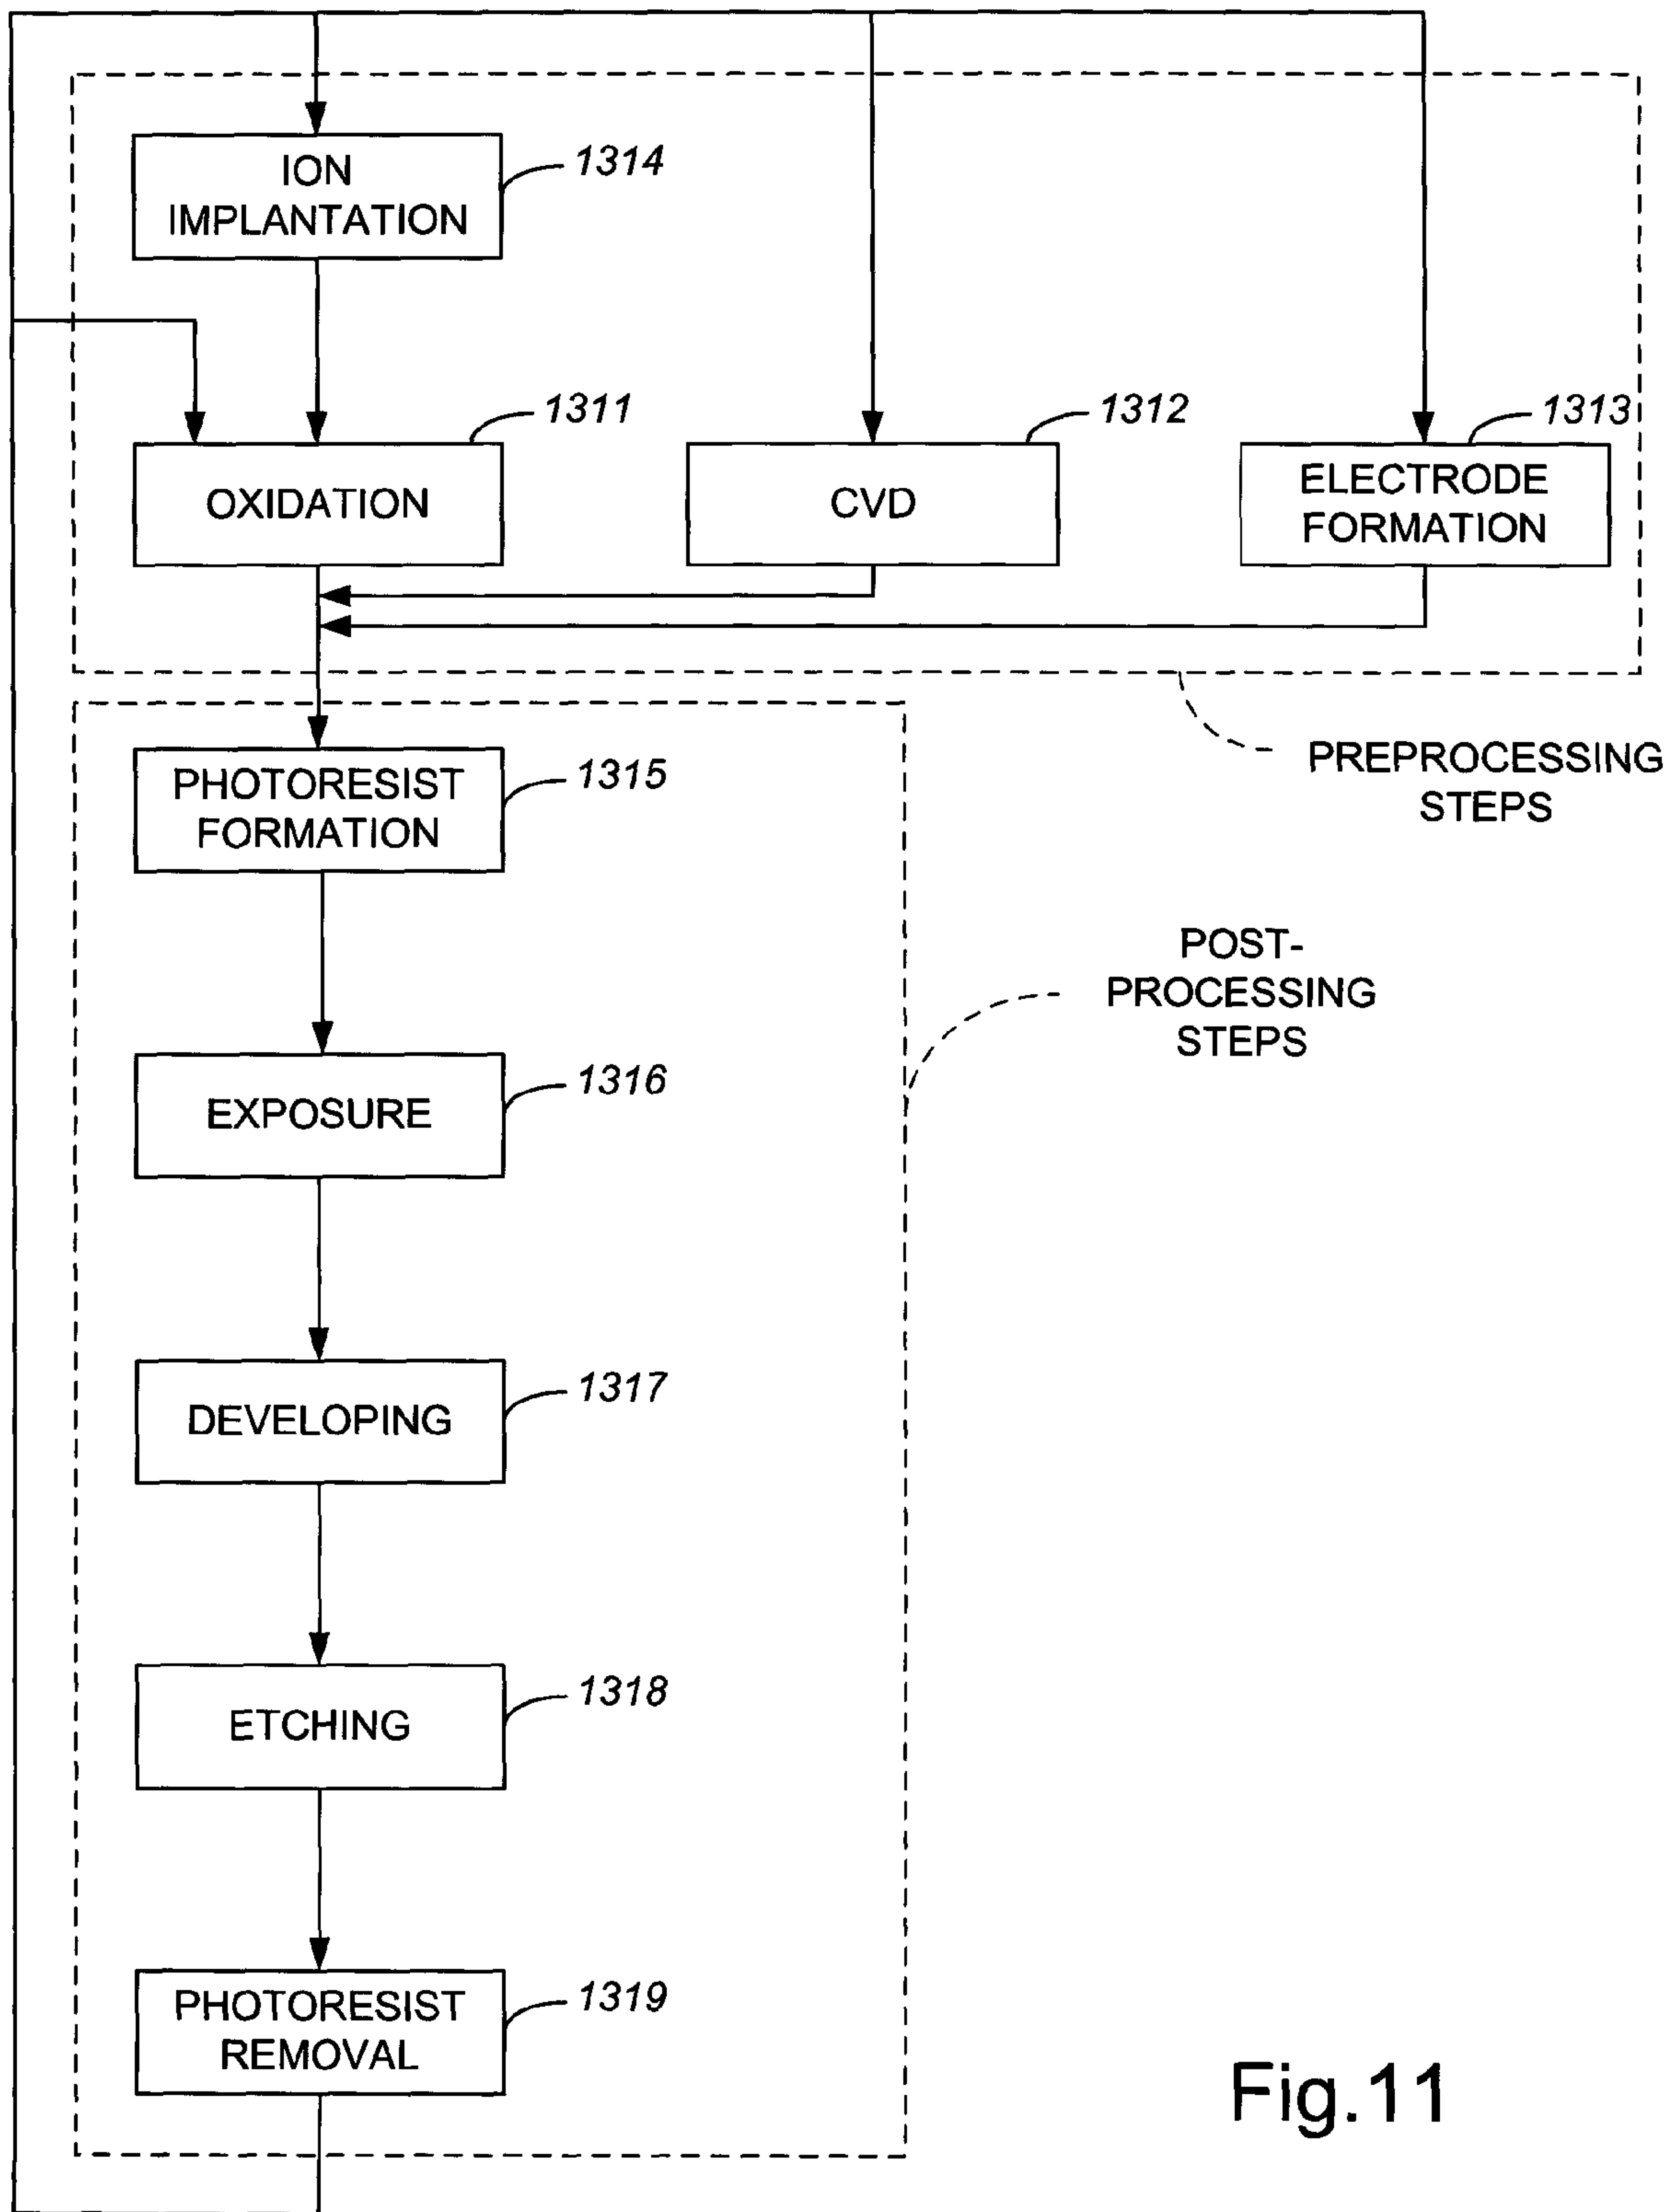 ION
IMPLANTATION
1314
OXIDATION
1311
CVD
1312
ELECTRODE
FORMATION
1313
PREPROCESSING
STEPS
PHOTORESIST
FORMATION
1315
POST-
PROCESSING
STEPS
EXPOSURE
1316
DEVELOPING
1317
ETCHING
1318
PHOTORESIST
REMOVAL
1319
Fig.11